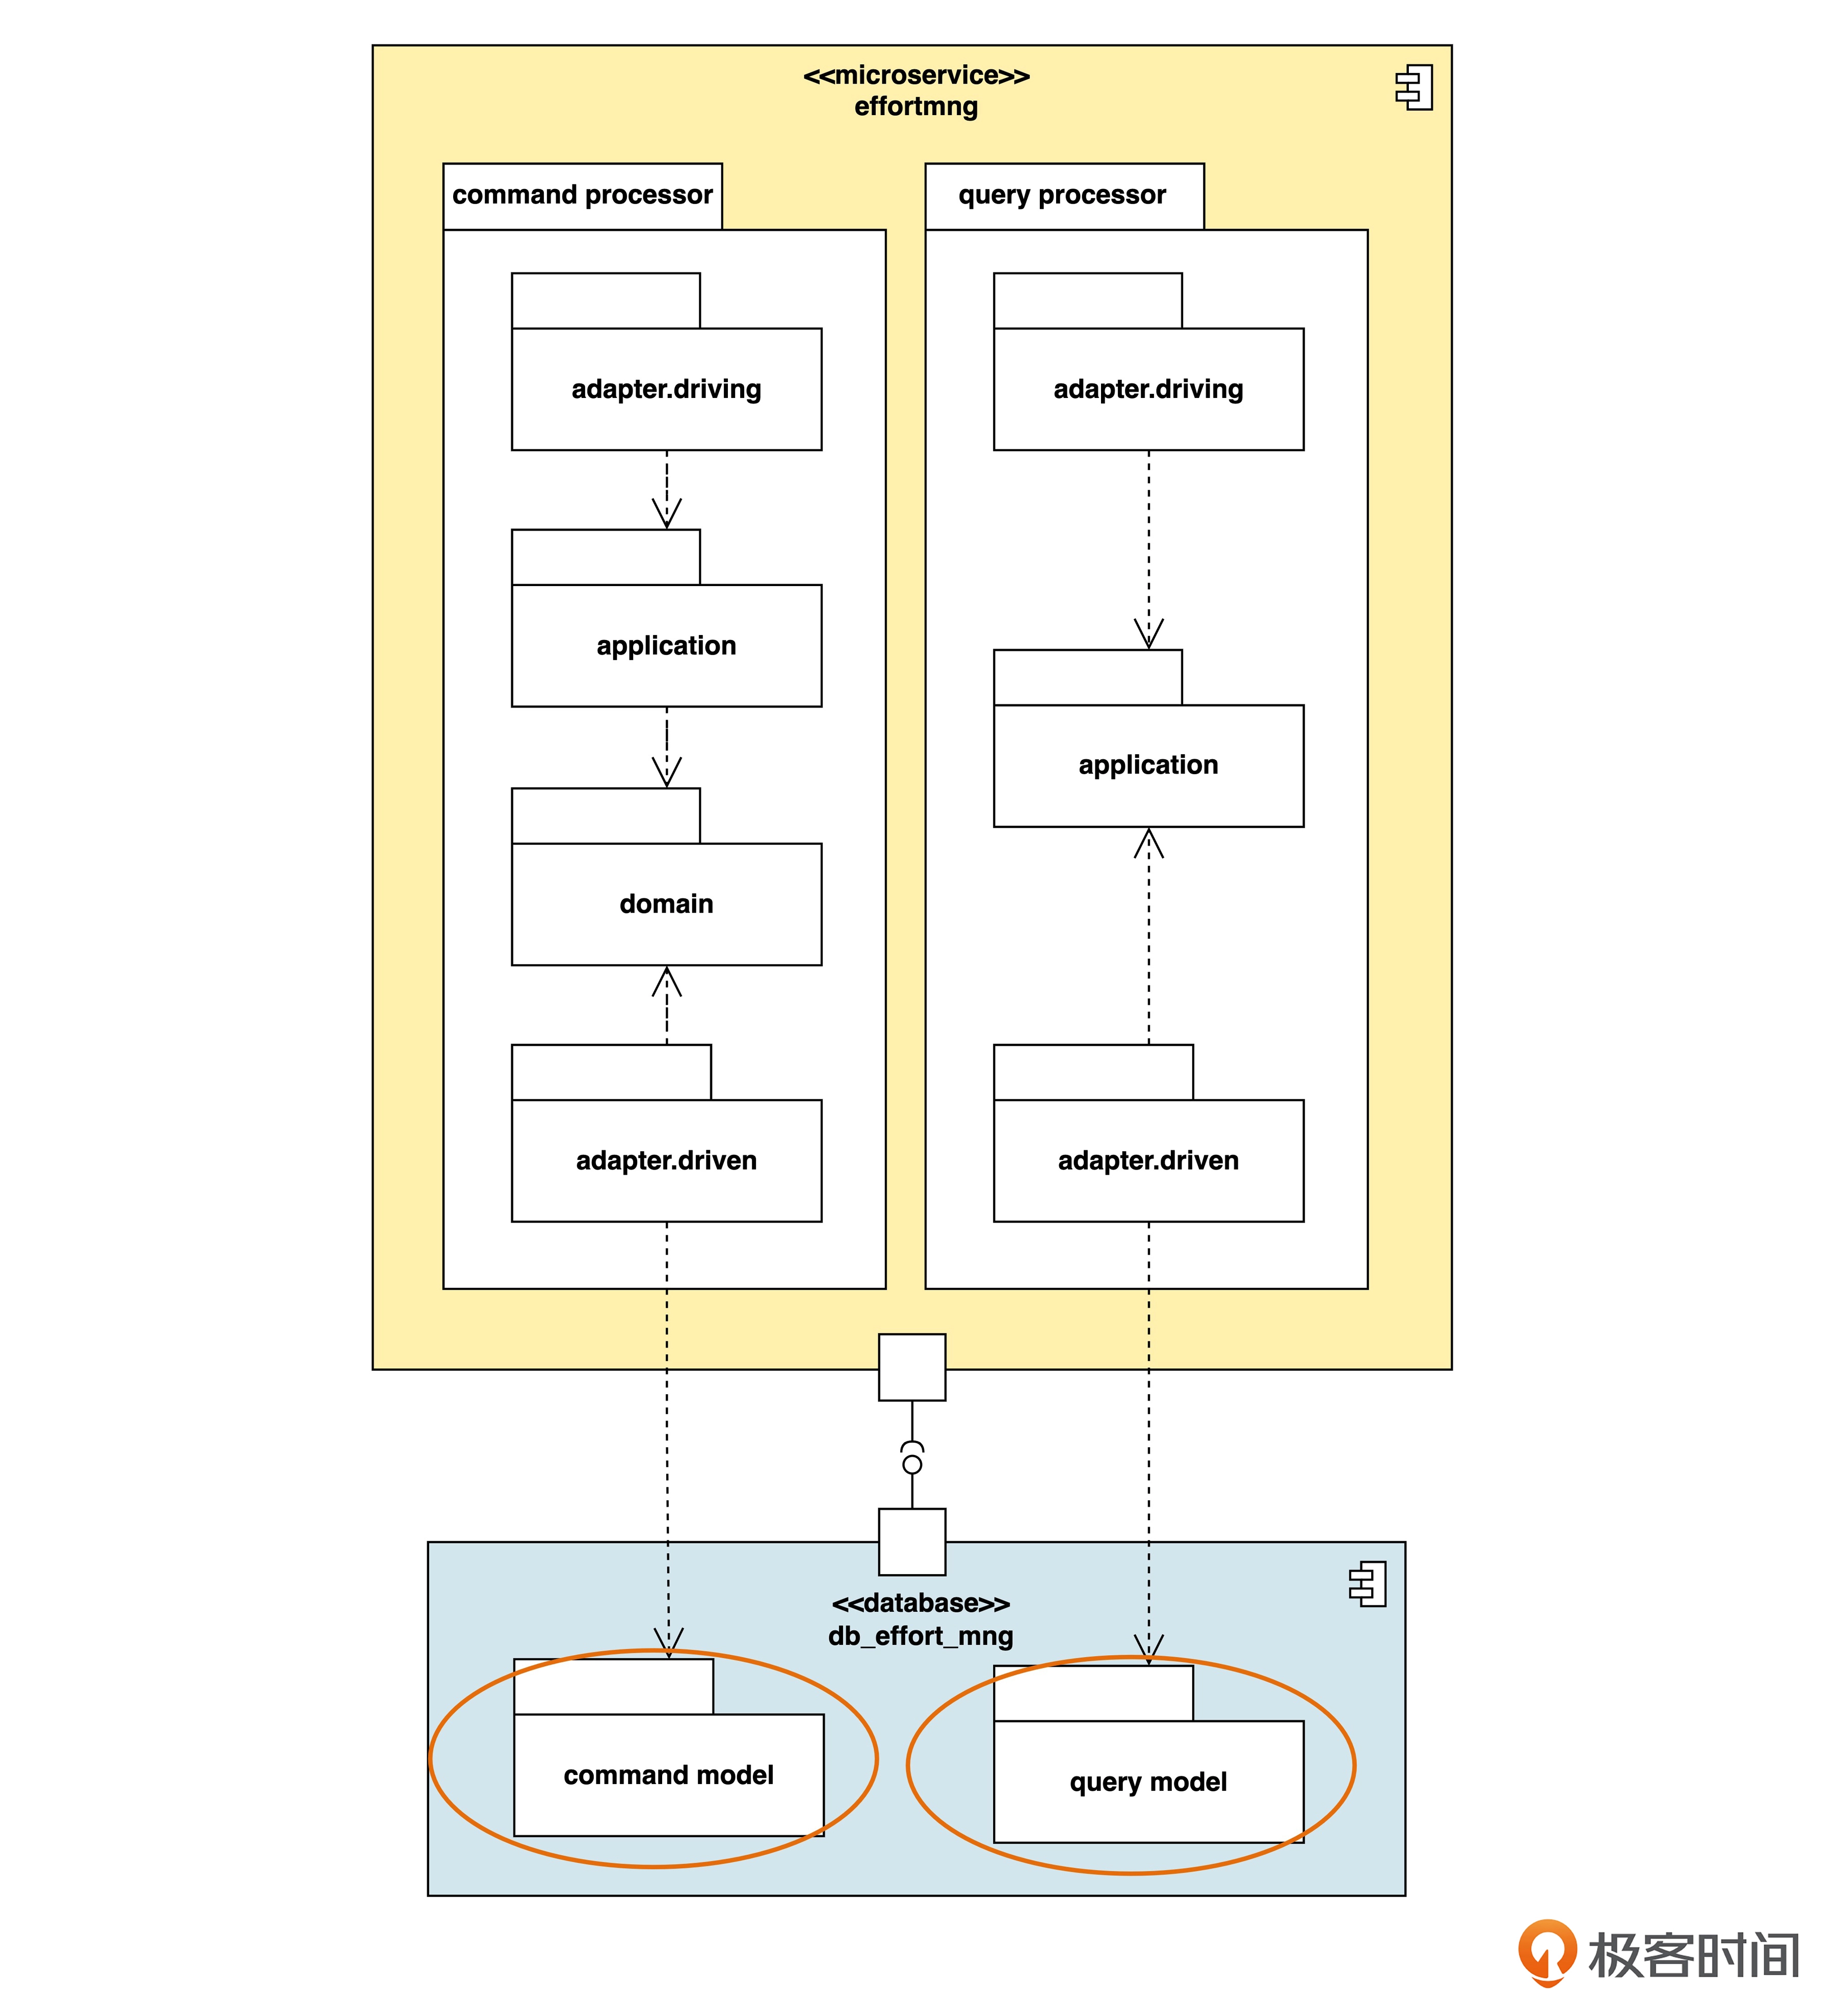 <<microservice>>
effortmng
command processor
query processor
adapter.driving
adapter.driving
application
application
domain
adapter.driven
adapter.driven
<<database>>
db_effort_mng
command model
query model
极客时间